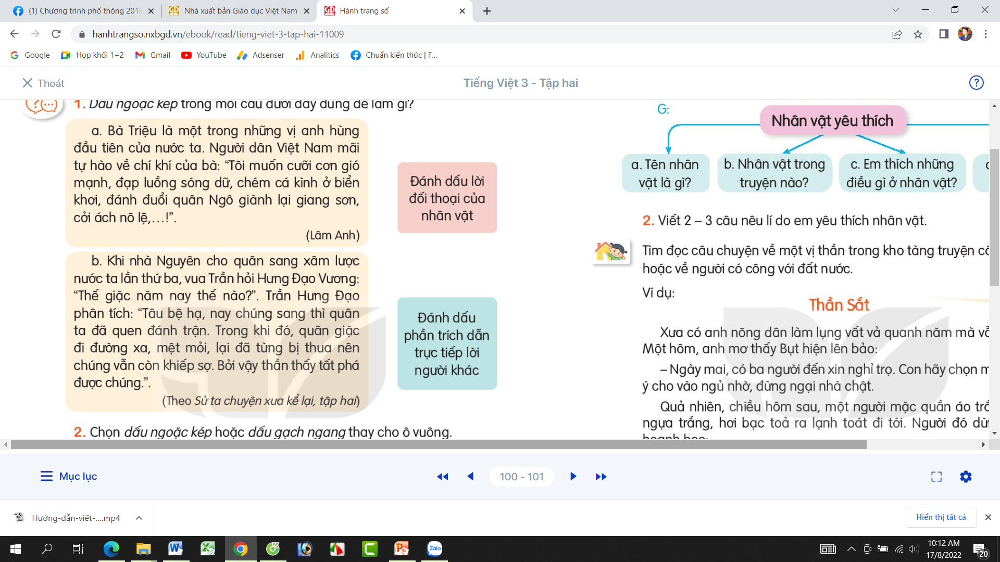 (1) Chương trình phổ thông 2018
Nhà xuất bản Giáo dục Việt Nam
Hành trang số
hanhtrangso.nxbgd.vn/ebook/read/tieng-viet-3-tap-hai-11009
Google
Họp khối 1+2
Gmail
YouTube
Adsenser
Analitics
Chuẩn kiến thức | F...
Thoát
Tiếng Việt 3 - Tập hai
1. Dấu ngoặc kép trong mỗi câu dưới đây dùng để làm gì?
a. Bà Triệu là một trong những vị anh hùng
đầu tiên của nước ta. Người dân Việt Nam mãi
tự hào về chí khí của bà: “Tôi muốn cưỡi cơn gió
mạnh, đạp luồng sóng dữ, chém cá kình ở biển
khơi, đánh đuổi quân Ngô giành lại giang sơn,
cởi ách nô lệ,...!”.
(Lâm Anh)
Đánh dấu lời
đối thoại của
nhân vật
b. Khi nhà Nguyên cho quân sang xâm lược
nước ta lần thứ ba, vua Trần hỏi Hưng Đạo Vương:
“Thế giặc năm nay thế nào?”. Trần Hưng Đạo
phân tích: “Tâu bệ hạ, nay chúng sang thì quân
ta đã quen đánh trận. Trong khi đó, quân giặc
đi đường xa, mệt mỏi, lại đã từng bị thua nên
chúng vẫn còn khiếp sợ. Bởi vậy thần thấy tất phá
được chúng.”.
(Theo Sử ta chuyện xưa kể lại, tập hai)
Đánh dấu
phần trích dẫn
trực tiếp lời
người khác
2. Chọn dấu ngoặc kép hoặc dấu gạch ngang thay cho ô vuông.
G:
Nhân vật yêu thích
a. Tên nhân
vật là gì?
b. Nhân vật trong
truyện nào?
c. Em thích những
điều gì ở nhân vật?
2. Viết 2 – 3 câu nêu lí do em yêu thích nhân vật.
Tìm đọc câu chuyện về một vị thần trong kho tàng truyện
hoặc về người có công với đất nước.
Ví dụ:
Thần Sắt
Xưa có anh nông dân làm lụng vất vả quanh năm mà
Một hôm, anh mơ thấy Bụt hiện lên bảo:
– Ngày mai, có ba người đến xin nghỉ trọ. Con hãy chọn
ý cho vào ngủ nhờ, đừng ngại nhà chật.
Quả nhiên, chiều hôm sau, một người mặc quần áo
ngựa trắng, hơi bạc toả ra lạnh toát đi tới. Người đó
Mục lục
100 - 101
Hướng-dẫn-viết-....mp4
Hiển thị tất cả
Zalo
10:12 AM
17/8/2022
20